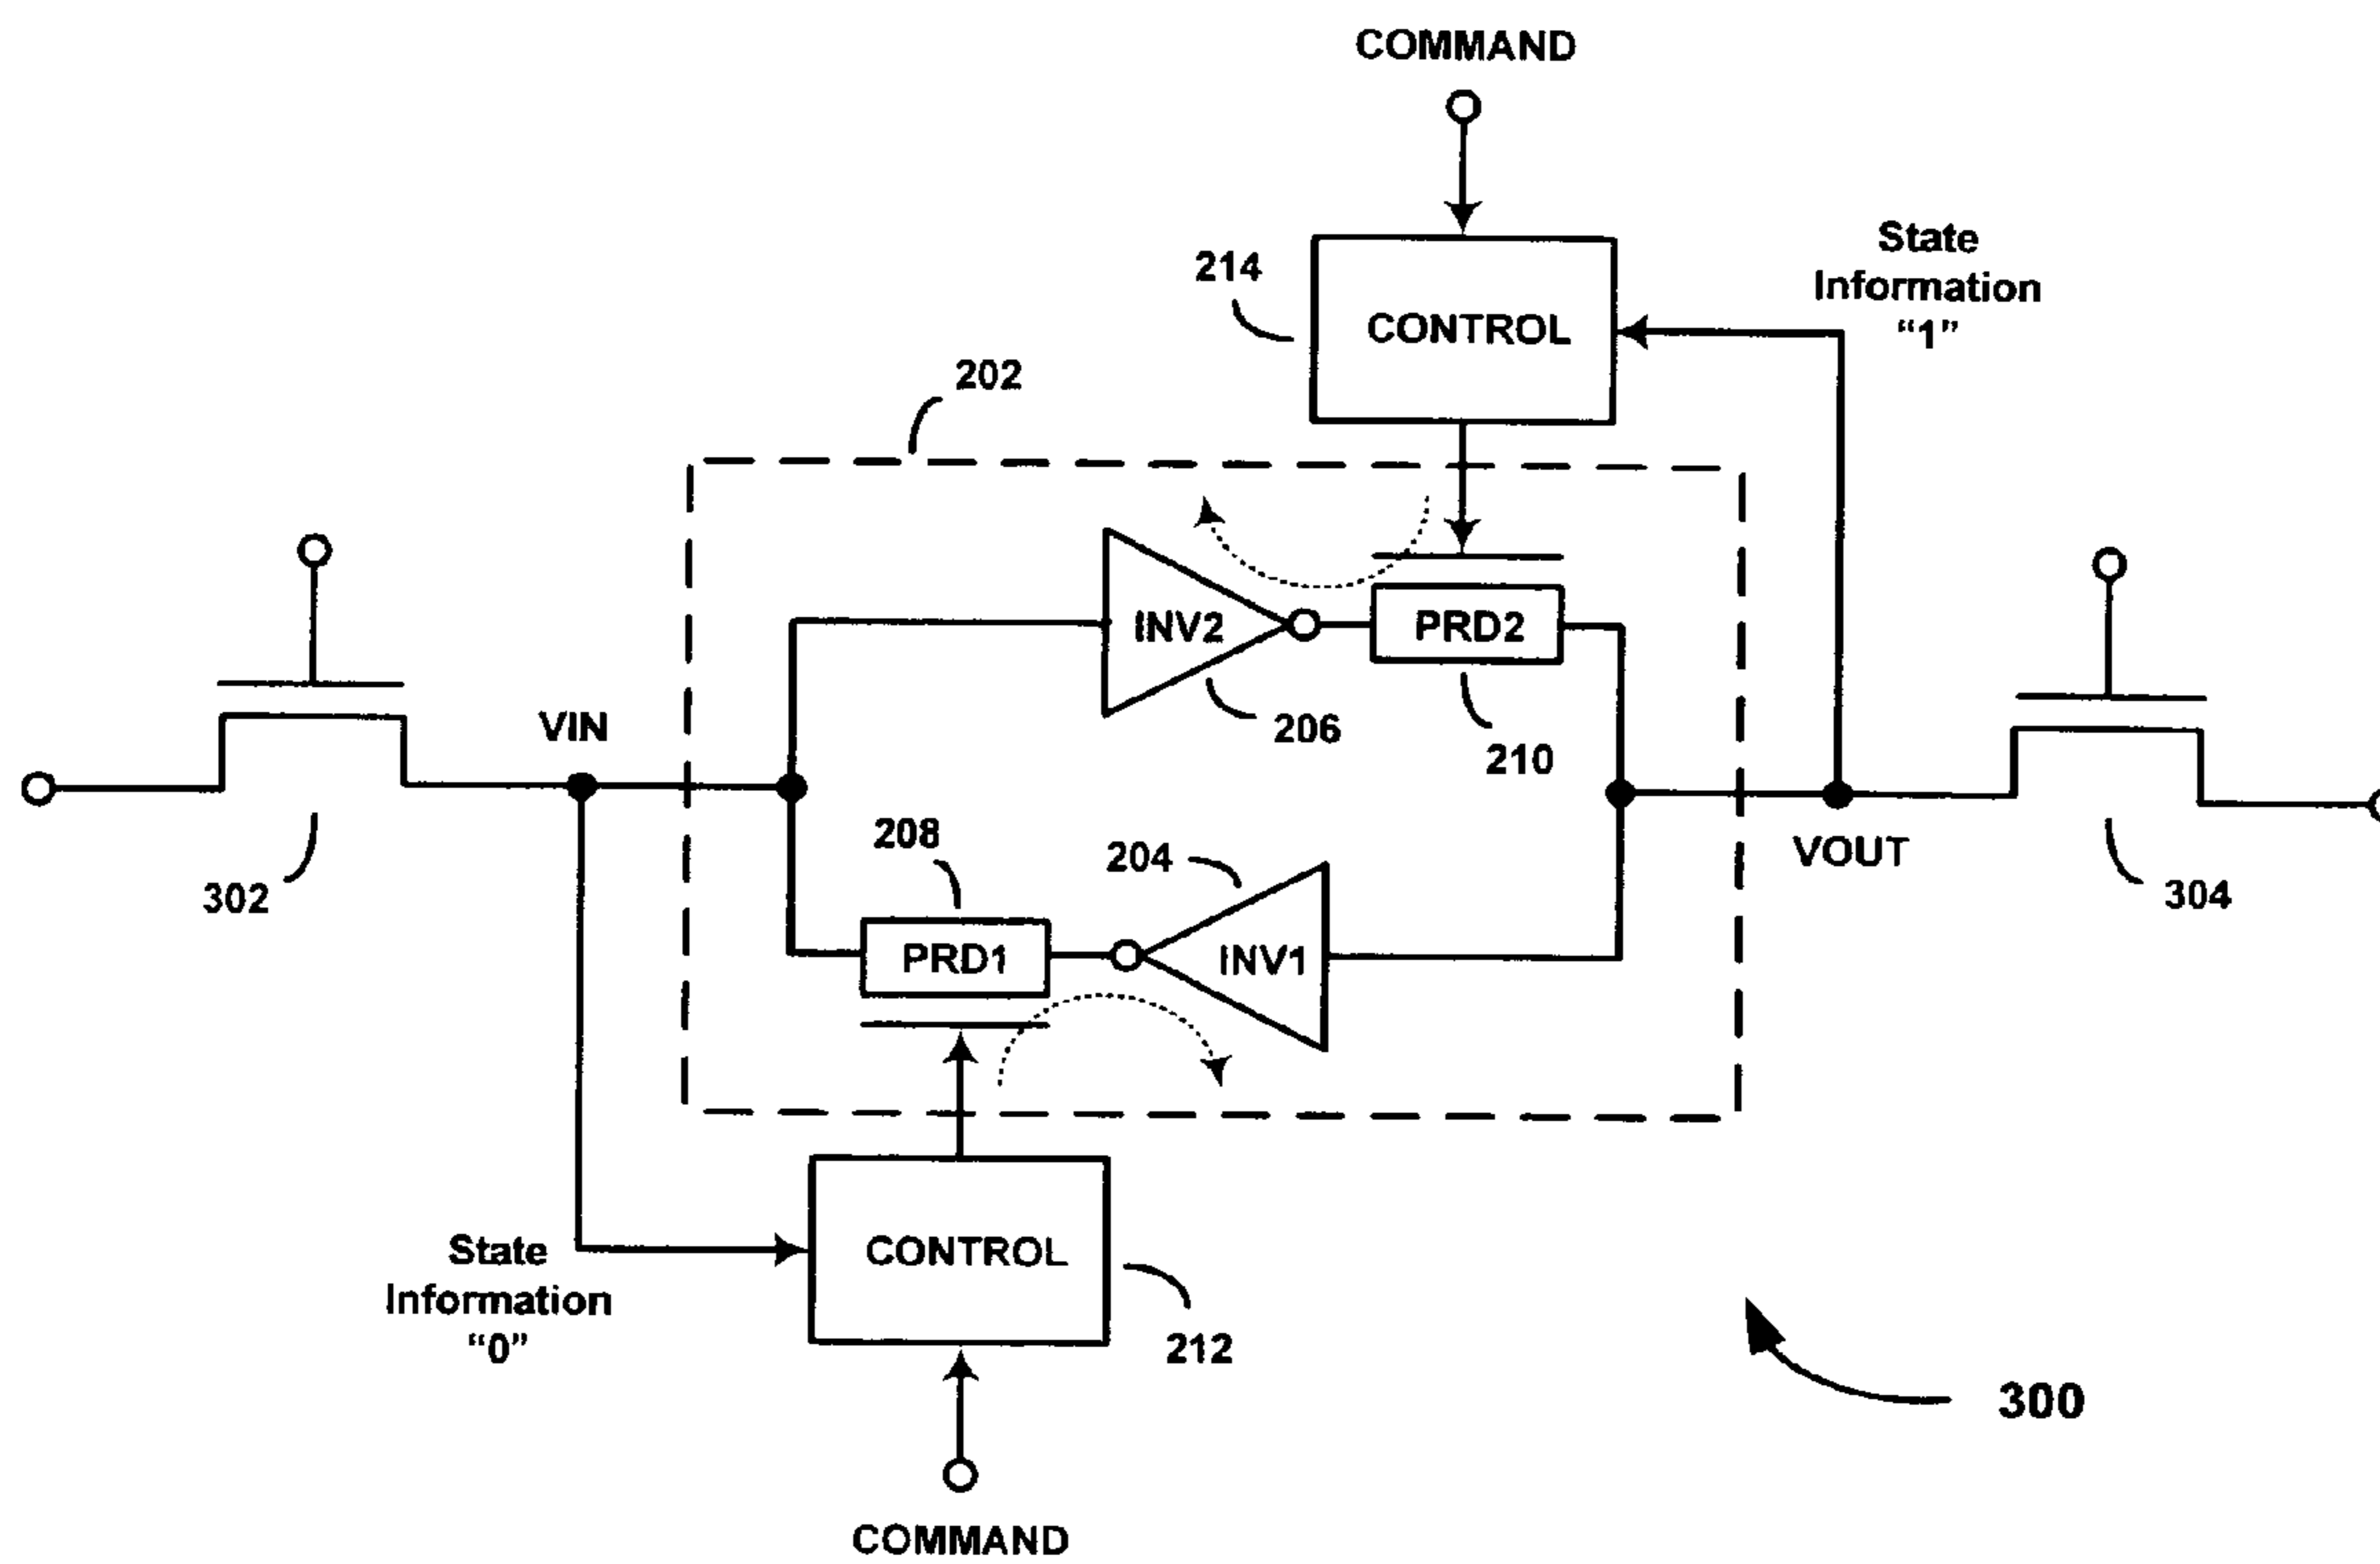 COMMAND
State
Information
“1”
214
CONTROL
202
INV2
PRD2
206
210
VIN
302
208
204
VOUT
304
PRD1
INV1
State
Information
“0”
CONTROL
212
300
COMMAND